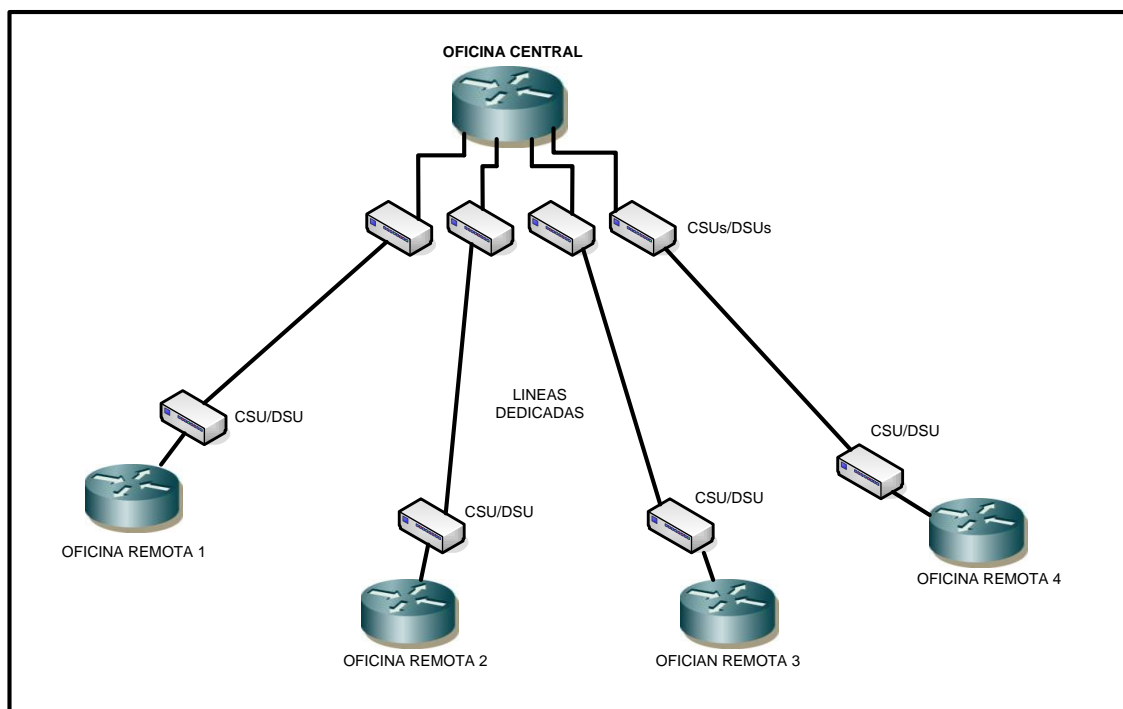 OFICINA CENTRAL
CSUs/DSUs
CSU/DSU
LINEAS
DEDICADAS
CSU/DSU
CSU/DSU
CSU/DSU
OFICINA REMOTA 1
OFICINA REMOTA 4
OFICINA REMOTA 2
OFICIAN REMOTA 3